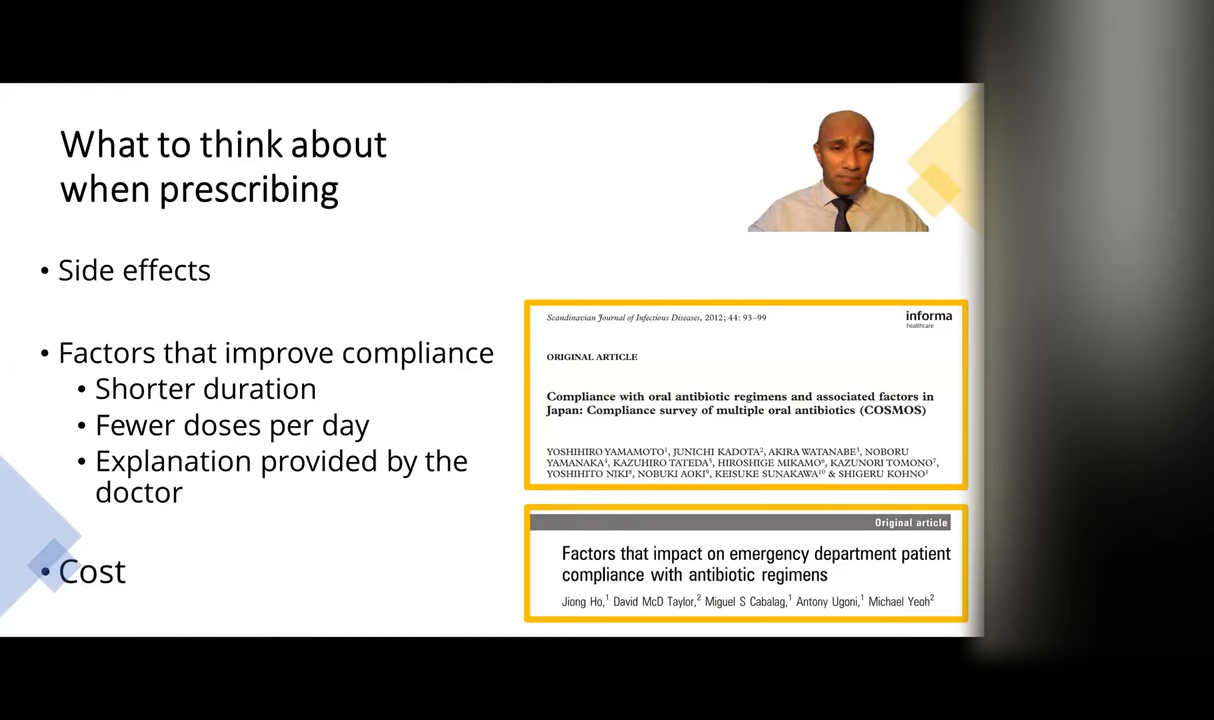 What to think about
when prescribing
• Side effects
• Factors that improve compliance
• Shorter duration
• Fewer doses per day
• Explanation provided by the
doctor
• Cost
Scandinavian Journal of Infectious Diseases, 2012; 44: 93–99
informa
healthcare
ORIGINAL ARTICLE
Compliance with oral antibiotic regimens and associated factors in
Japan: Compliance survey of multiple oral antibiotics (COSMOS)
YOSHIHIRO YAMAMOTO¹, JUNICHI KADOTA², AKIRA WATANABE³, NOBORU
YAMANAKA⁴, KAZUHIRO TATEDA⁵, HIROSHIGE MIKAMO⁶, KAZUNORI TOMONO⁷,
YOSHIHITO NIKI⁸, NOBUKI AOKI⁹, KEISUKE SUNAKAWA¹⁰ & SHIGERU KOHNO¹
Original article
Factors that impact on emergency department patient
compliance with antibiotic regimens
Jiong Ho,¹ David McD Taylor,² Miguel S Cabalag,¹ Antony Ugoni,¹ Michael Yeoh²